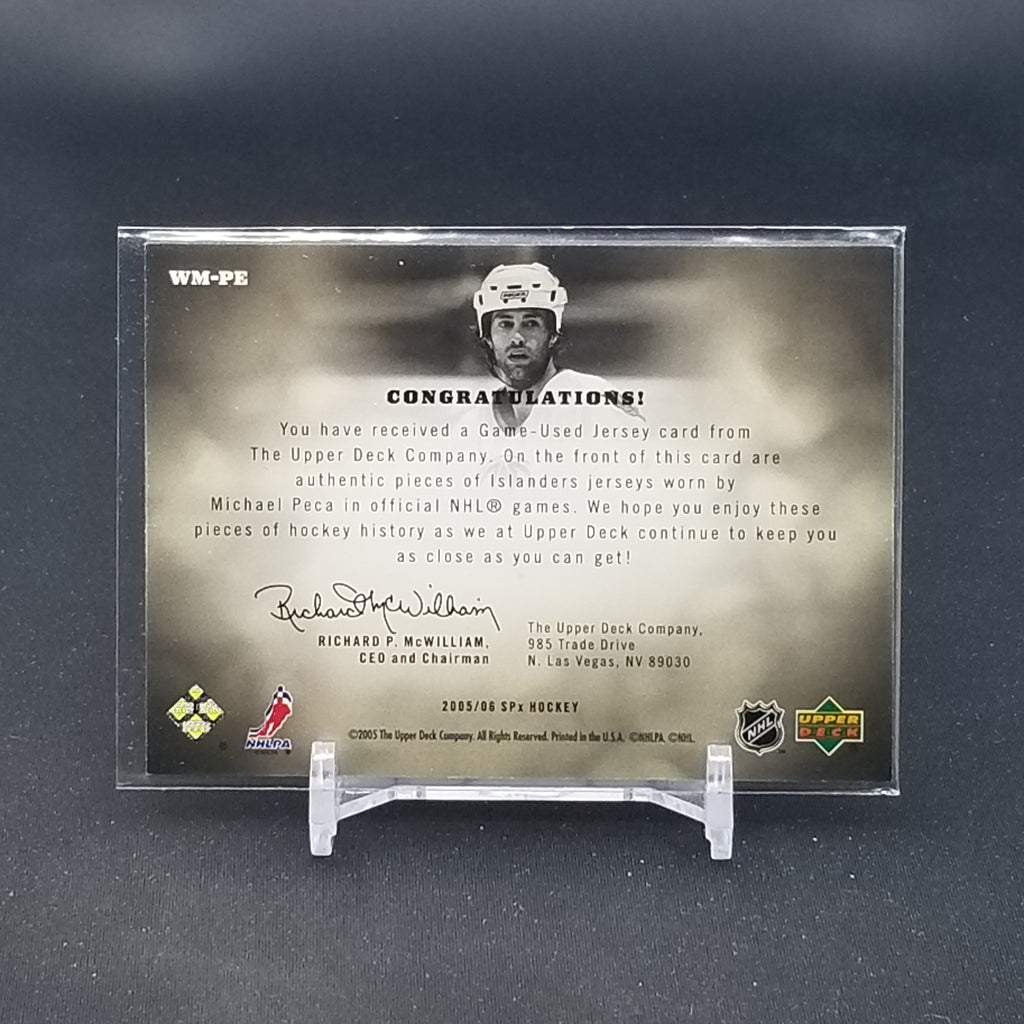 WM-PE
CONGRATULATIONS!
You have received a Game-Used Jersey card from
The Upper Deck Company. On the front of this card are
authentic pieces of Islanders jerseys worn by
Michael Peca in official NHL® games. We hope you enjoy these
pieces of hockey history as we at Upper Deck continue to keep you
as close as you can get!
Richard McWilliam
RICHARD P. McWILLIAM,
CEO and Chairman
The Upper Deck Company,
985 Trade Drive
N. Las Vegas, NV 89030
2005/06 SPx HOCKEY
©2005 The Upper Deck Company. All Rights Reserved. Printed in the U.S.A. ©NHLPA. ©NHL.
NHLPA
NHL
UPPER
DECK